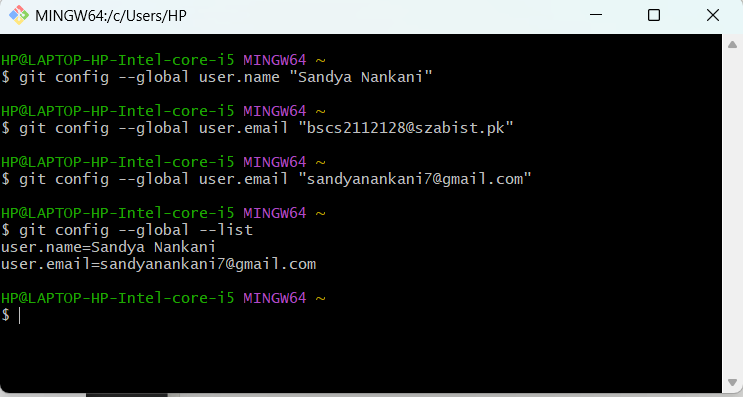 MINGW64:/c/Users/HP
HP@LAPTOP-HP-Intel-core-i5 MINGW64 ~
$ git config --global user.name "Sandya Nankani"
HP@LAPTOP-HP-Intel-core-i5 MINGW64 ~
$ git config --global user.email "bscs2112128@szabist.pk"
HP@LAPTOP-HP-Intel-core-i5 MINGW64 ~
$ git config --global user.email "sandyanankani7@gmail.com"
HP@LAPTOP-HP-Intel-core-i5 MINGW64 ~
$ git config --global --list
user.name=Sandya Nankani
user.email=sandyanankani7@gmail.com
HP@LAPTOP-HP-Intel-core-i5 MINGW64 ~
$